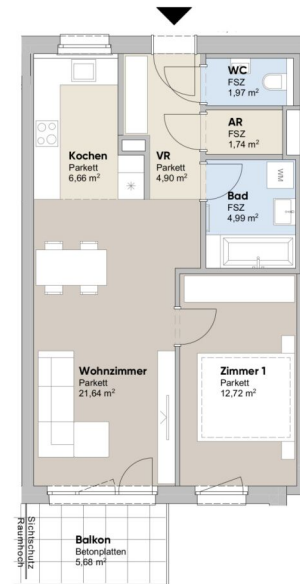 WC
FSZ
1,97 m²
AR
FSZ
1,74 m²
Kochen
Parkett
6,66 m²
VR
Parkett
4,90 m²
WM
Bad
FSZ
4,99 m²
Wohnzimmer
Parkett
21,64 m²
Zimmer 1
Parkett
12,72 m²
Sichtschutz
Raumhoch
Balkon
Betonplatten
5,68 m²